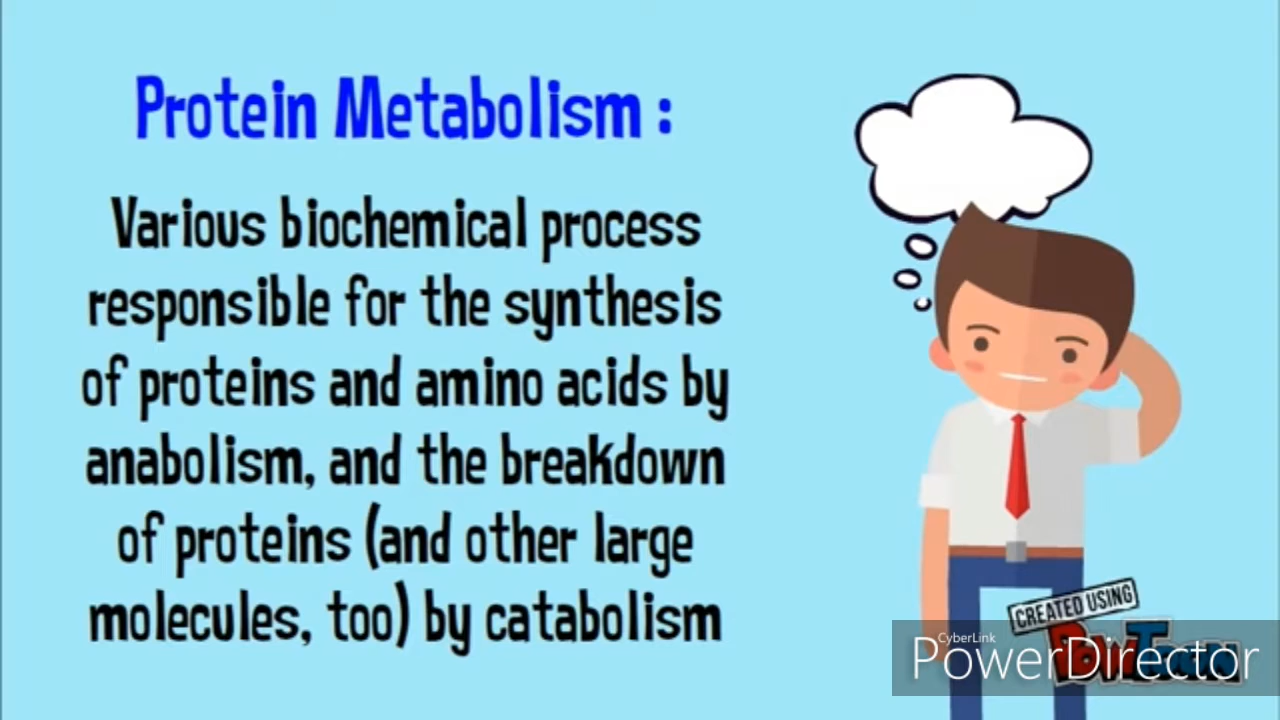 Protein Metabolism :
Various biochemical process
responsible for the synthesis
of proteins and amino acids by
anabolism, and the breakdown
of proteins (and other large
molecules, too) by catabolism
CREATED USING
PowToon
CyberLink
PowerDirector